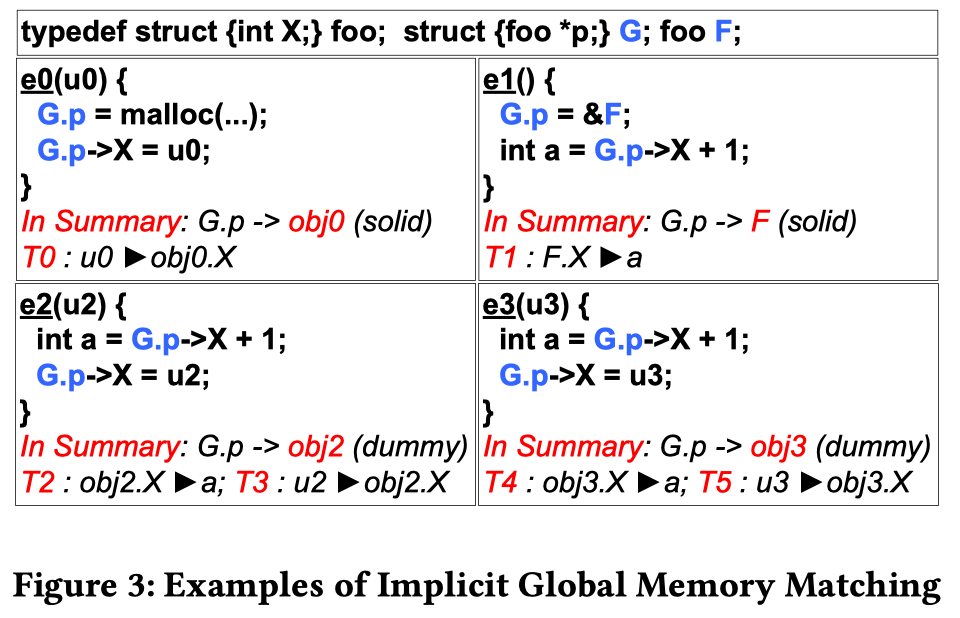 typedef struct {int X;} foo;  struct {foo *p;} G; foo F;
e0(u0) {
G.p = malloc(...);
G.p->X = u0;
}
In Summary: G.p -> obj0 (solid)
T0 : u0 ►obj0.X
e1() {
G.p = &F;
int a = G.p->X + 1;
}
In Summary: G.p -> F (solid)
T1 : F.X ►a
e2(u2) {
int a = G.p->X + 1;
G.p->X = u2;
}
In Summary: G.p -> obj2 (dummy)
T2 : obj2.X ►a; T3 : u2 ►obj2.X
e3(u3) {
int a = G.p->X + 1;
G.p->X = u3;
}
In Summary: G.p -> obj3 (dummy)
T4 : obj3.X ►a; T5 : u3 ►obj3.X
Figure 3: Examples of Implicit Global Memory Matching